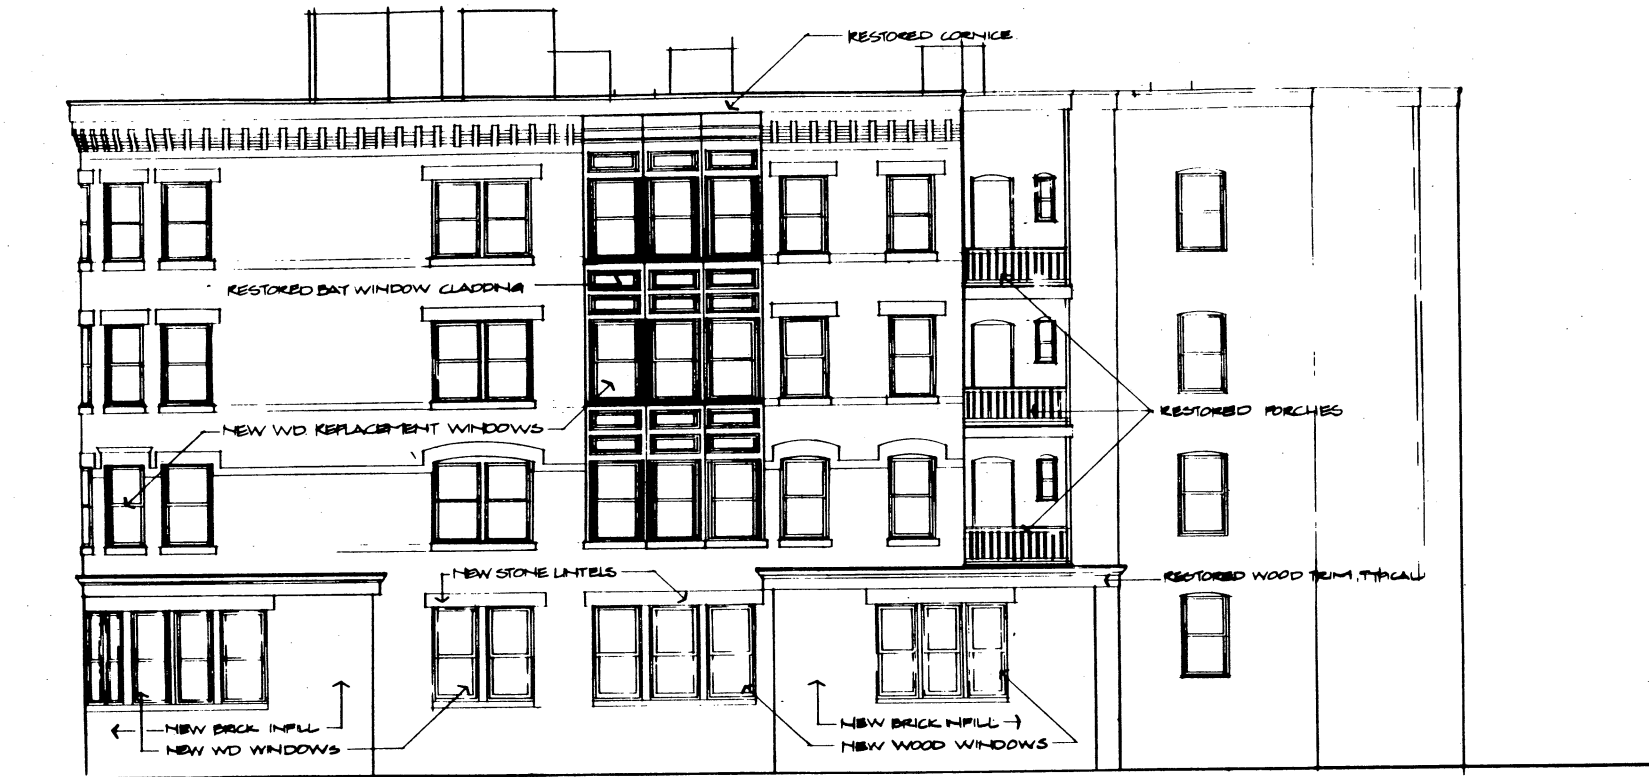 RESTORED CORNICE
RESTORED BAY WINDOW CLADDING
NEW WD. REPLACEMENT WINDOWS
RESTORED PORCHES
NEW STONE LINTELS
RESTORED WOOD TRIM, TYPICAL
NEW BRICK INFILL
NEW WD WINDOWS
NEW BRICK INFILL
NEW WOOD WINDOWS